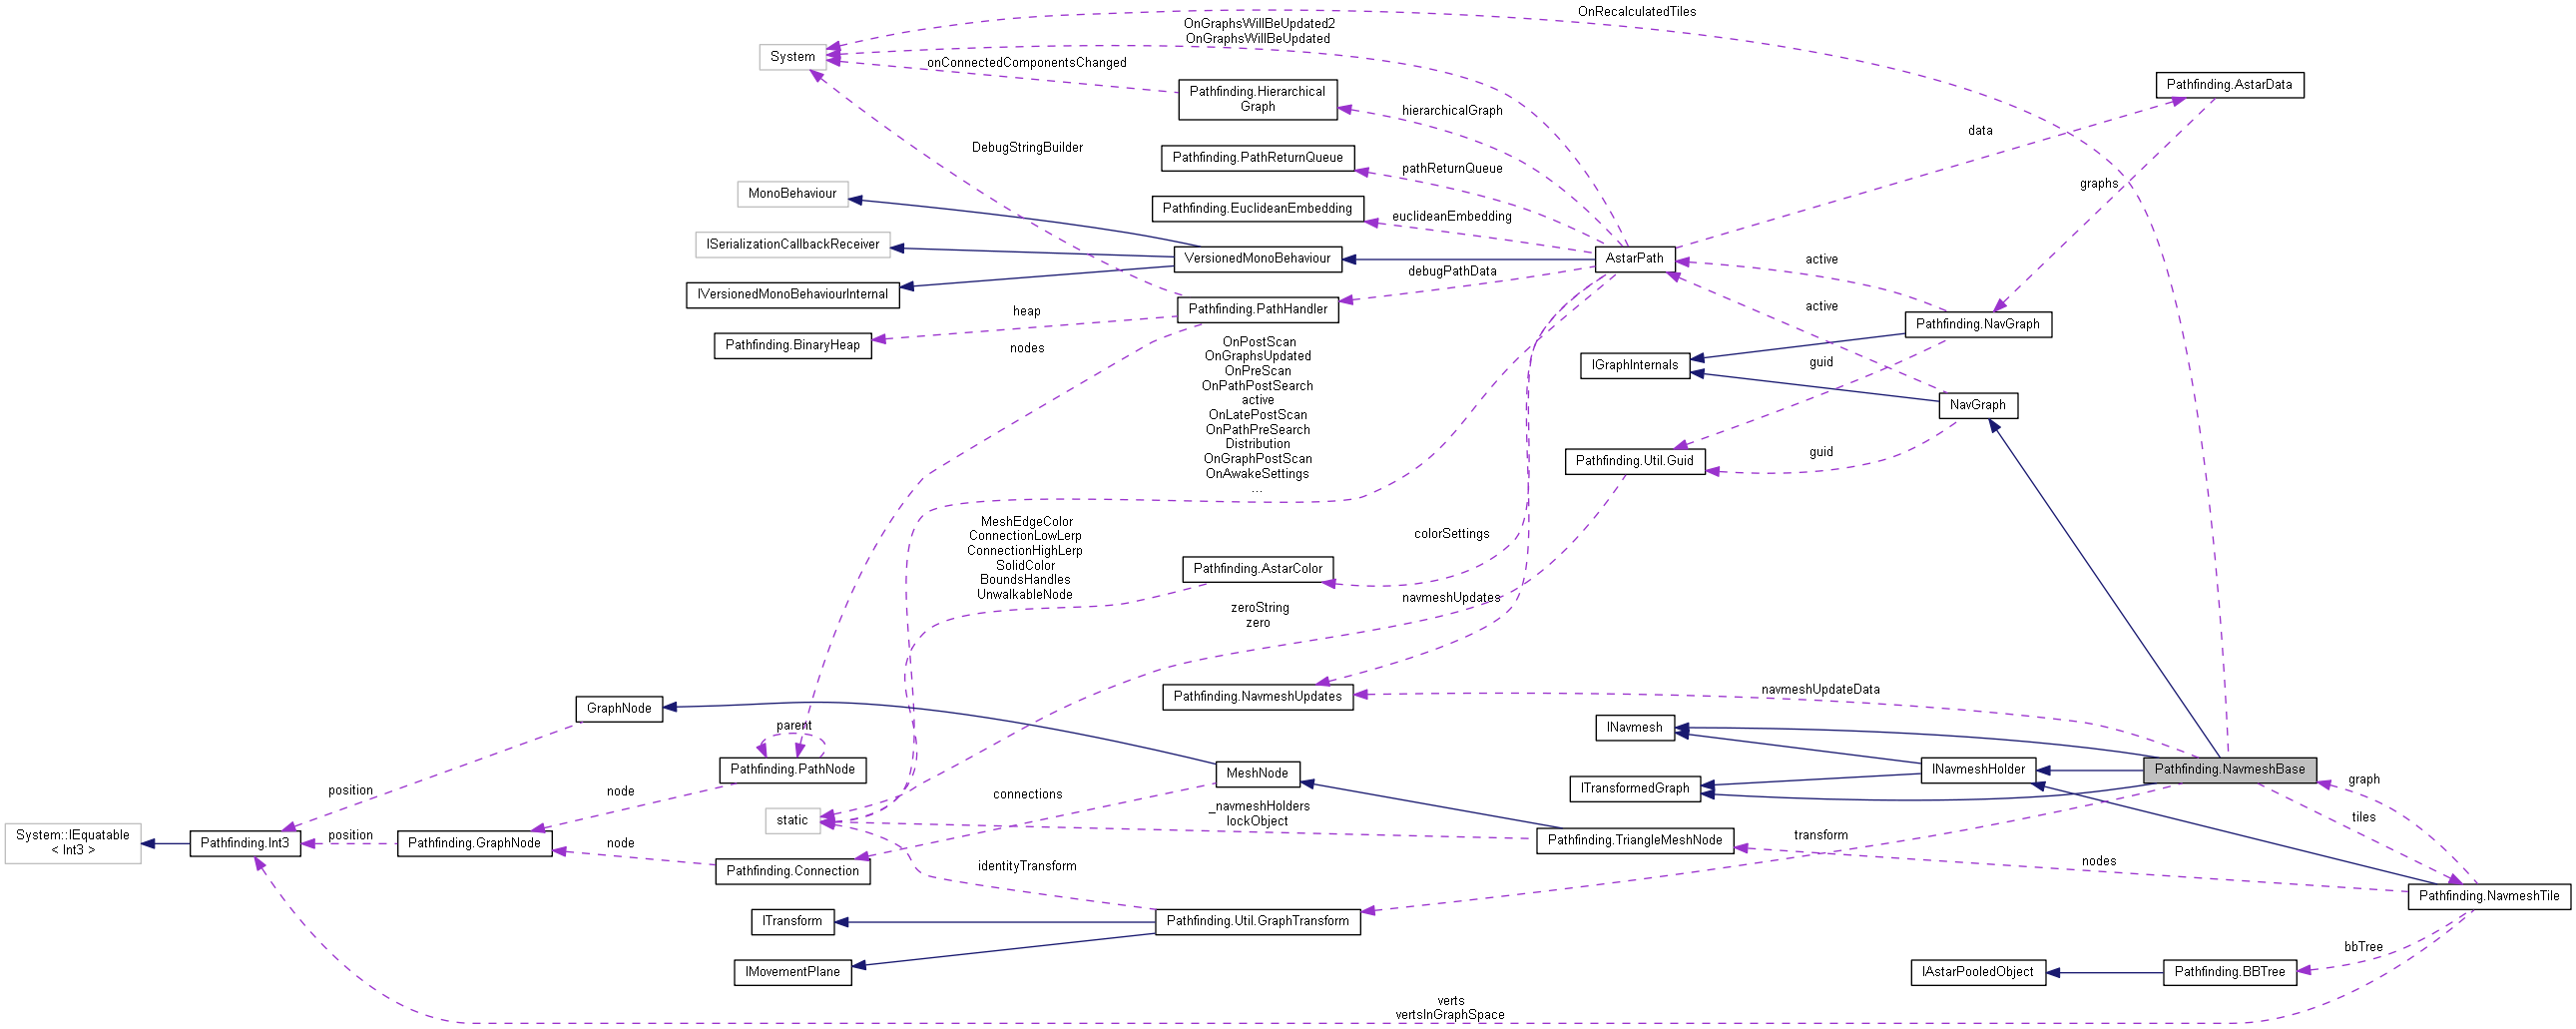 OnRecalculatedTiles
OnGraphsWillBeUpdated2
OnGraphsWillBeUpdated
System
onConnectedComponentsChanged
Pathfinding.Hierarchical
Graph
hierarchicalGraph
Pathfinding.AstarData
data
DebugStringBuilder
Pathfinding.PathReturnQueue
pathReturnQueue
graphs
MonoBehaviour
Pathfinding.EuclideanEmbedding
euclideanEmbedding
ISerializationCallbackReceiver
VersionedMonoBehaviour
AstarPath
active
debugPathData
IVersionedMonoBehaviourInternal
Pathfinding.PathHandler
active
heap
Pathfinding.NavGraph
Pathfinding.BinaryHeap
nodes
OnPostScan
OnGraphsUpdated
OnPreScan
OnPathPostSearch
active
OnLatePostScan
OnPathPreSearch
Distribution
OnGraphPostScan
OnAwakeSettings
...
IGraphInternals
guid
NavGraph
Pathfinding.Util.Guid
guid
MeshEdgeColor
ConnectionLowLerp
ConnectionHighLerp
SolidColor
BoundsHandles
UnwalkableNode
colorSettings
Pathfinding.AstarColor
zeroString
zero
navmeshUpdates
Pathfinding.NavmeshUpdates
navmeshUpdateData
GraphNode
parent
INavmesh
Pathfinding.PathNode
MeshNode
INavmeshHolder
Pathfinding.NavmeshBase
graph
position
node
connections
ITransformedGraph
static
_navmeshHolders
lockObject
tiles
System::IEquatable
< Int3 >
Pathfinding.Int3
position
Pathfinding.GraphNode
node
Pathfinding.TriangleMeshNode
transform
Pathfinding.Connection
identityTransform
nodes
Pathfinding.NavmeshTile
ITransform
Pathfinding.Util.GraphTransform
bbTree
IMovementPlane
IAstarPooledObject
Pathfinding.BBTree
verts
vertsInGraphSpace